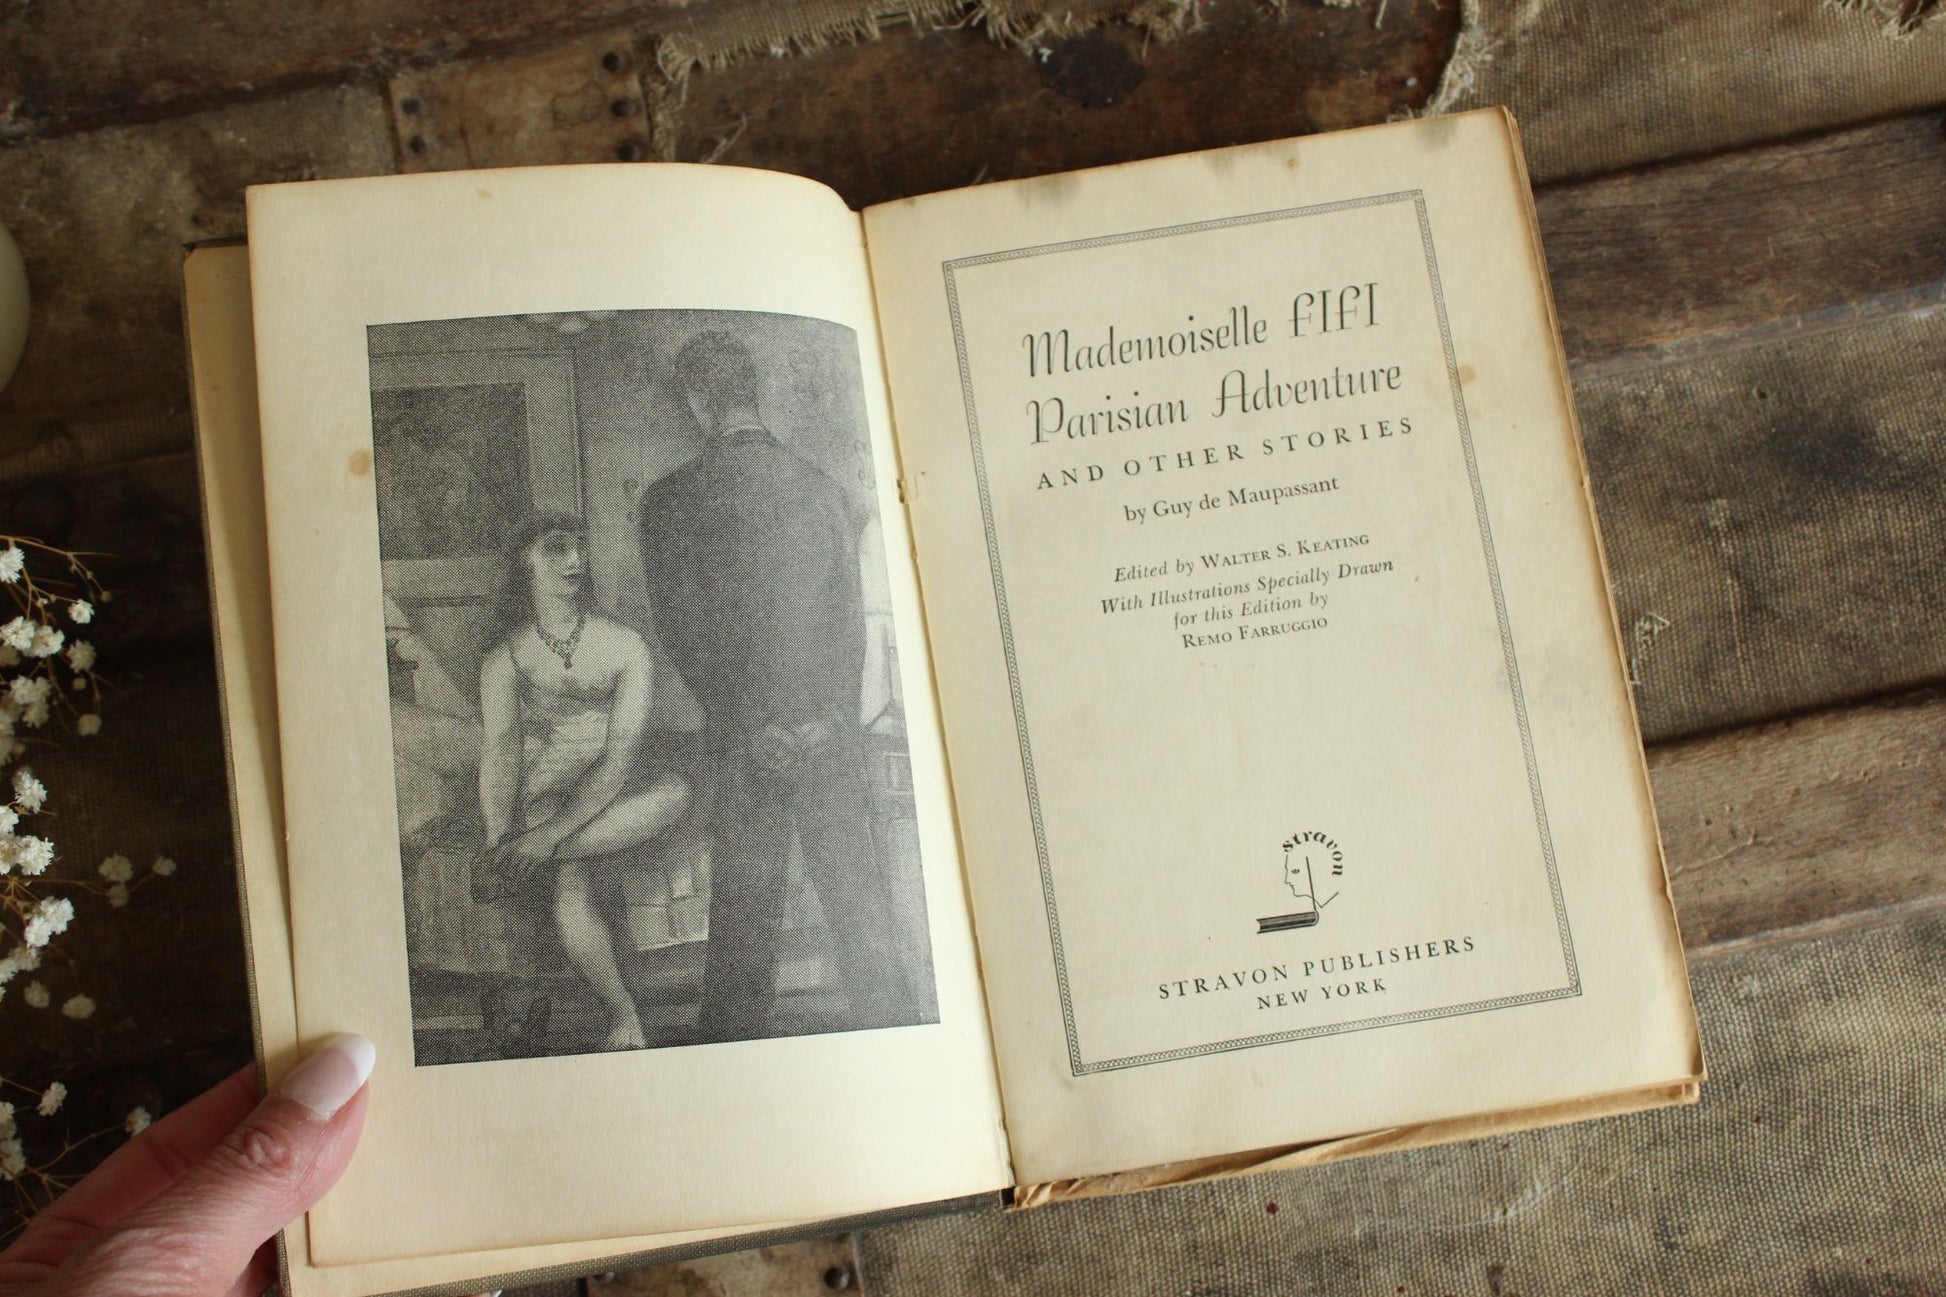 Mademoiselle FIFI
Parisian Adventure
AND OTHER STORIES
by Guy de Maupassant
Edited by WALTER S. KEATING
With Illustrations Specially Drawn
for this Edition by
REMO FARRUGGIO
stravon
STRAVON PUBLISHERS
NEW YORK